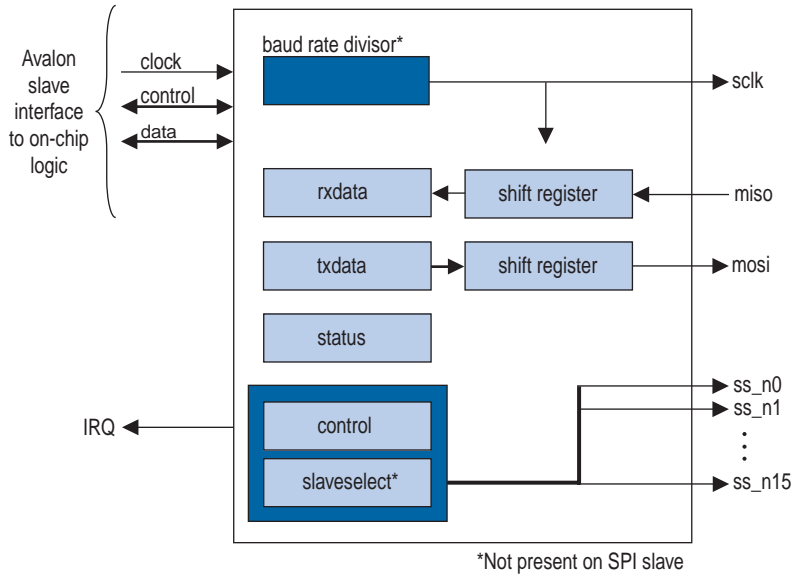 Avalon
slave
interface
to on-chip
logic
clock
control
data
baud rate divisor*
sclk
rxdata
shift register
miso
txdata
shift register
mosi
status
IRQ
control
slaveselect*
ss_n0
ss_n1
ss_n15
*Not present on SPI slave